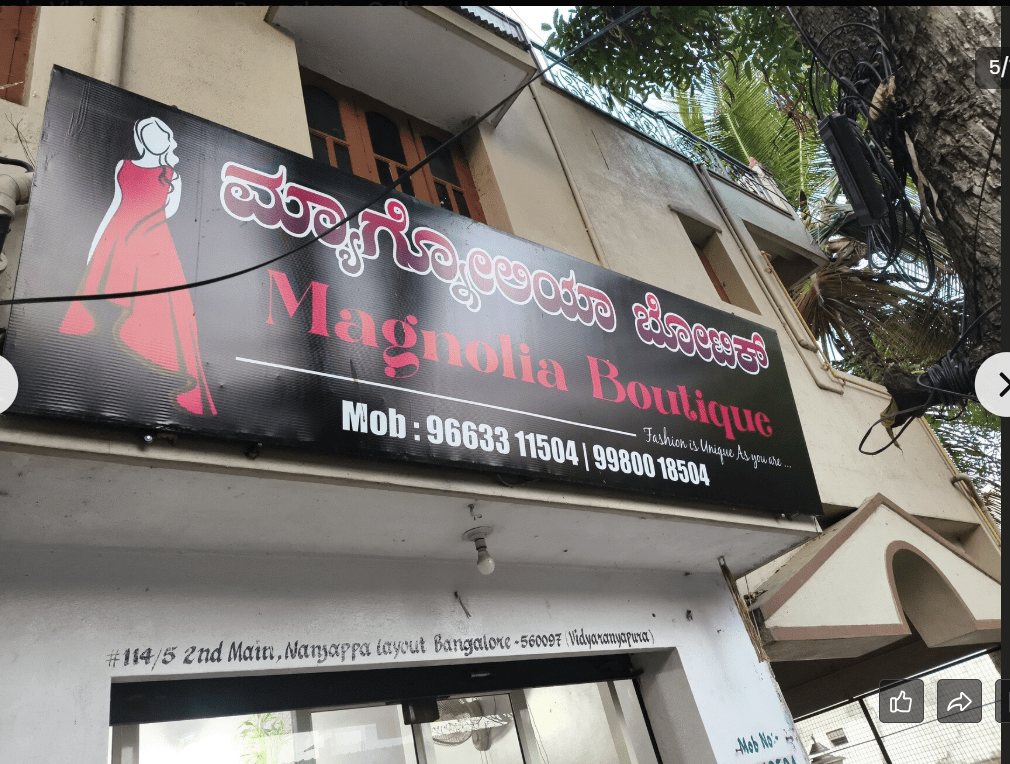 5/
ಮ್ಯಾಗ್ನೋಲಿಯಾ ಬೋಟಿಕ್
Magnolia Boutique
Fashion is Unique As you are ...
Mob : 96633 11504 | 99800 18504
#114/5 2nd Main, Nanjappa layout Bangalore -560097 (Vidyaranyapura)
Mob No:-